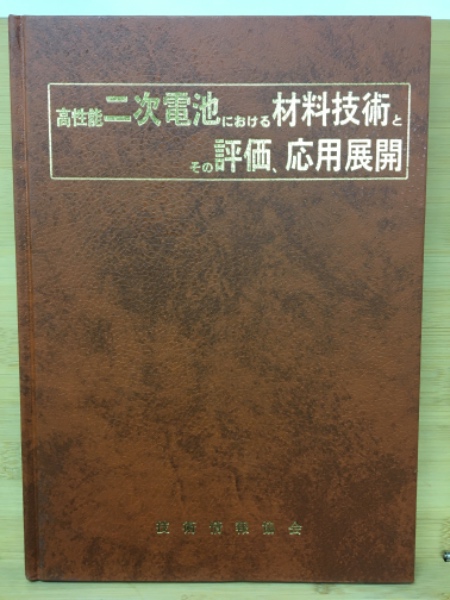 高性能二次電池における材料技術と
その評価、応用展開
技術情報協会